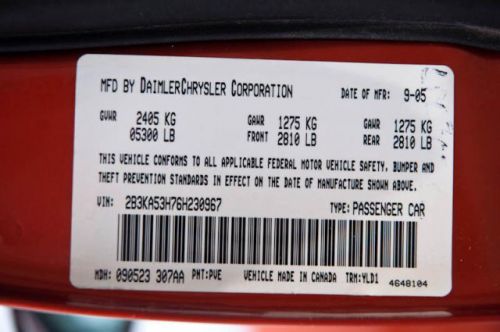 MFD BY DAIMLERCHRYSLER CORPORATION DATE OF MFR: 9-05
GVWR 2405 KG GAWR 1275 KG GAWR 1275 KG
05300 LB FRONT 2810 LB REAR 2810 LB
THIS VEHICLE CONFORMS TO ALL APPLICABLE FEDERAL MOTOR VEHICLE SAFETY, BUMPER AND
THEFT PREVENTION STANDARDS IN EFFECT ON THE DATE OF MANUFACTURE SHOWN ABOVE.
VIN: 2B3KA53H76H230967 TYPE: PASSENGER CAR
MDH: 090523 307AA PNT:PVE VEHICLE MADE IN CANADA TRM:YLD1
4648104